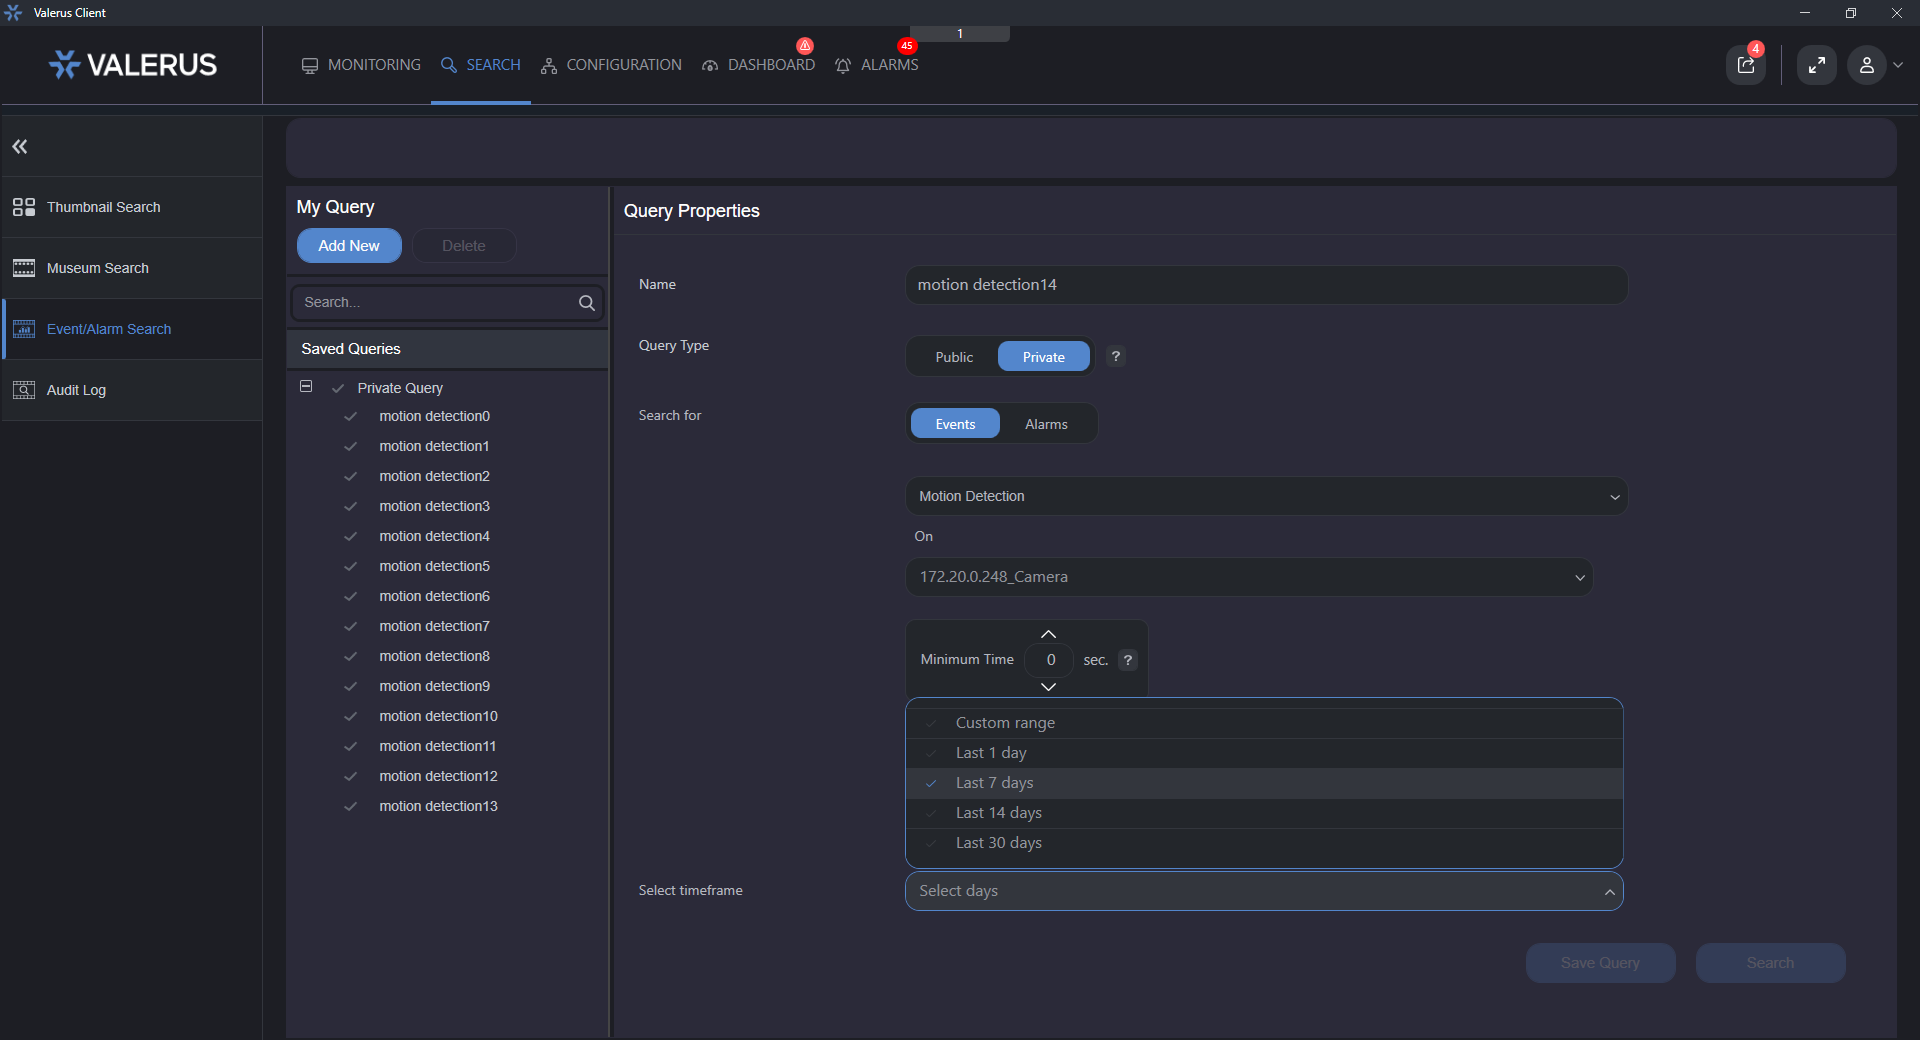 Valerus Client
1
VALERUS
MONITORING
SEARCH
CONFIGURATION
DASHBOARD
45
ALARMS
4
Thumbnail Search
Museum Search
Event/Alarm Search
Audit Log
My Query
Add New
Delete
Search...
Saved Queries
Private Query
motion detection0
motion detection1
motion detection2
motion detection3
motion detection4
motion detection5
motion detection6
motion detection7
motion detection8
motion detection9
motion detection10
motion detection11
motion detection12
motion detection13
Query Properties
Name
motion detection14
Query Type
Public
Private
?
Search for
Events
Alarms
Motion Detection
On
172.20.0.248_Camera
Minimum Time
0
sec.
?
Custom range
Last 1 day
Last 7 days
Last 14 days
Last 30 days
Select timeframe
Select days
Save Query
Search